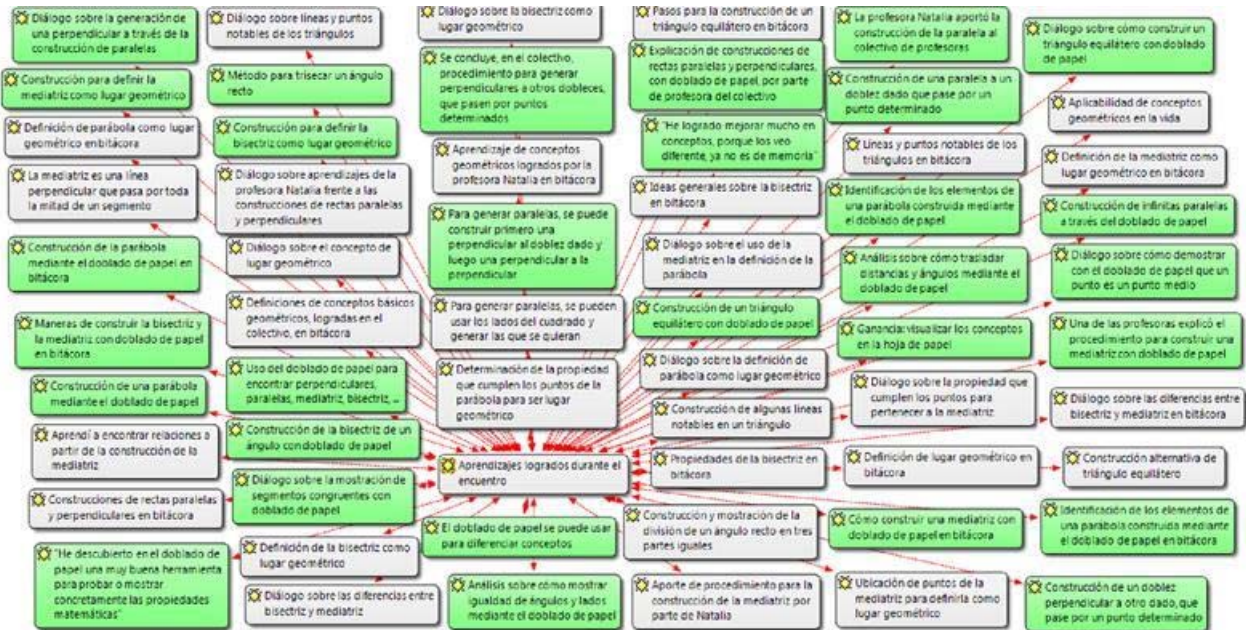 Diálogo sobre la generación de
una perpendicular a través de la
construcción de paralelas
Construcción para definir la
mediatriz como lugar geométrico
Definición de parábola como lugar
geométrico en bitácora
La mediatriz es una línea
perpendicular que pasa por toda
la mitad de un segmento
Construcción de la parábola
mediante el doblado de papel en
bitácora
Maneras de construir la bisectriz y
la mediatriz con doblado de papel
en bitácora
Construcción de una parábola
mediante el doblado de papel
Aprendí a encontrar relaciones a
partir de la construcción de la
mediatriz
Construcciones de rectas paralelas
y perpendiculares en bitácora
"He descubierto en el doblado de
papel una muy buena herramienta
para probar o mostrar
concretamente las propiedades
matemáticas"
Diálogo sobre líneas y puntos
notables de los triángulos
Método para trisecar un ángulo
recto
Construcción para definir la
bisectriz como lugar geométrico
Diálogo sobre aprendizajes de la
profesora Natalia frente a las
construcciones de rectas paralelas
y perpendiculares
Diálogo sobre el concepto de
lugar geométrico
Definiciones de conceptos básicos
geométricos, logradas en el
colectivo, en bitácora
Uso del doblado de papel para
encontrar perpendiculares,
paralelas, mediatriz, bisectriz, ...
Construcción de la bisectriz de un
ángulo con doblado de papel
Diálogo sobre la mostración de
segmentos congruentes con
doblado de papel
Definición de la bisectriz como
lugar geométrico
Diálogo sobre las diferencias entre
bisectriz y mediatriz
Diálogo sobre la bisectriz como
lugar geométrico
Se concluye, en el colectivo,
procedimiento para generar
perpendiculares a otros dobleces,
que pasen por puntos
determinados
Aprendizaje de conceptos
geométricos logrados por la
profesora Natalia en bitácora
Para generar paralelas, se puede
construir primero una
perpendicular al doblez dado y
luego una perpendicular a la
perpendicular
Para generar paralelas, se pueden
usar los lados del cuadrado y
generar las que se quieran
Determinación de la propiedad
que cumplen los puntos de la
parábola para ser lugar
geométrico
Aprendizajes logrados durante el
encuentro
El doblado de papel se puede usar
para diferenciar conceptos
Análisis sobre cómo mostrar
igualdad de ángulos y lados
mediante el doblado de papel
Pasos para la construcción de un
triángulo equilátero en bitácora
Explicación de construcciones de
rectas paralelas y perpendiculares,
con doblado de papel, por parte
de profesora del colectivo
"He logrado mejorar mucho en
conceptos, porque los veo
diferente, ya no es de memoria"
Ideas generales sobre la bisectriz
en bitácora
Diálogo sobre el uso de la
mediatriz en la definición de la
parábola
Construcción de un triángulo
equilátero con doblado de papel
Diálogo sobre la definición de
parábola como lugar geométrico
Construcción de algunas líneas
notables en un triángulo
Propiedades de la bisectriz en
bitácora
Construcción y mostración de la
división de un ángulo recto en tres
partes iguales
Aporte de procedimiento para la
construcción de la mediatriz por
parte de Natalia
La profesora Natalia aportó la
construcción de la paralela al
colectivo de profesoras
Construcción de una paralela a un
doblez dado que pase por un
punto determinado
Líneas y puntos notables de los
triángulos en bitácora
Identificación de los elementos de
una parábola construida mediante
el doblado de papel
Análisis sobre cómo trasladar
distancias y ángulos mediante el
doblado de papel
Ganancia: visualizar los conceptos
en la hoja de papel
Diálogo sobre la propiedad que
cumplen los puntos para
pertenecer a la mediatriz
Definición de lugar geométrico en
bitácora
Cómo construir una mediatriz con
doblado de papel en bitácora
Ubicación de puntos de la
mediatriz para definirla como
lugar geométrico
Diálogo sobre cómo construir un
triángulo equilátero con doblado
de papel
Aplicabilidad de conceptos
geométricos en la vida
Definición de la mediatriz como
lugar geométrico en bitácora
Construcción de infinitas paralelas
a través del doblado de papel
Diálogo sobre cómo demostrar
con el doblado de papel que un
punto es un punto medio
Una de las profesoras explicó el
procedimiento para construir una
mediatriz con doblado de papel
Diálogo sobre las diferencias entre
bisectriz y mediatriz en bitácora
Construcción alternativa de
triángulo equilátero
Identificación de los elementos de
una parábola construida mediante
el doblado de papel en bitácora
Construcción de un doblez
perpendicular a otro dado, que
pase por un punto determinado